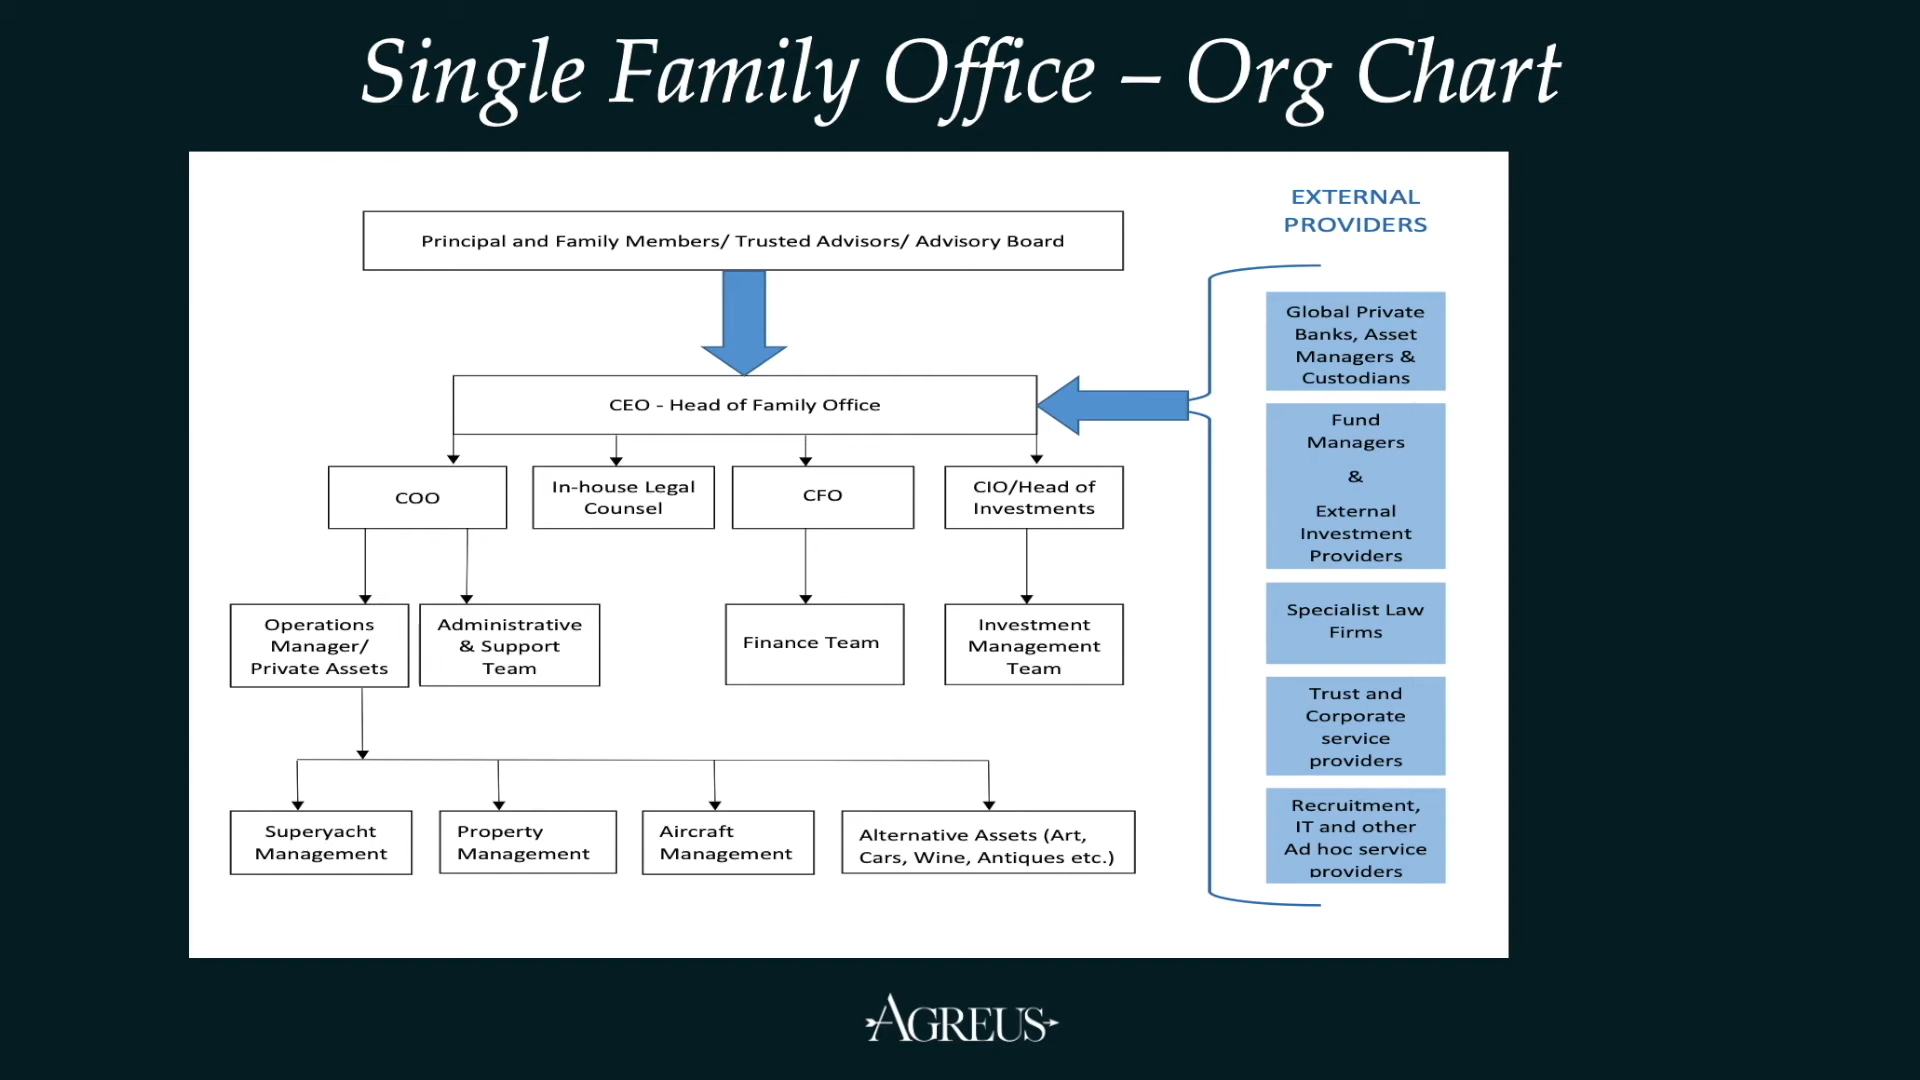 Single Family Office – Org Chart
EXTERNAL
PROVIDERS
Principal and Family Members/ Trusted Advisors/ Advisory Board
CEO - Head of Family Office
COO
In-house Legal
Counsel
CFO
CIO/Head of
Investments
Operations
Manager/
Private Assets
Administrative
& Support
Team
Finance Team
Investment
Management
Team
Superyacht
Management
Property
Management
Aircraft
Management
Alternative Assets (Art,
Cars, Wine, Antiques etc.)
Global Private
Banks, Asset
Managers &
Custodians
Fund
Managers
&
External
Investment
Providers
Specialist Law
Firms
Trust and
Corporate
service
providers
Recruitment,
IT and other
Ad hoc service
providers
AGREUS